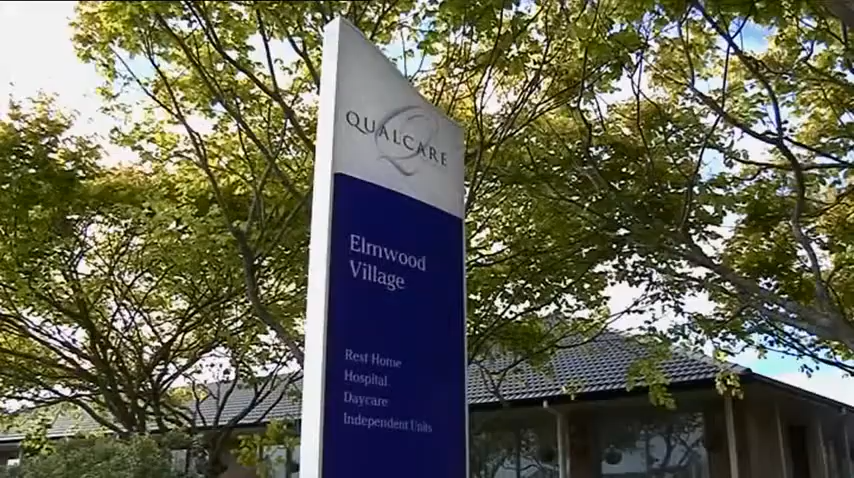 QUALCARE
Elmwood
Village
Rest Home
Hospital
Daycare
Independent Units